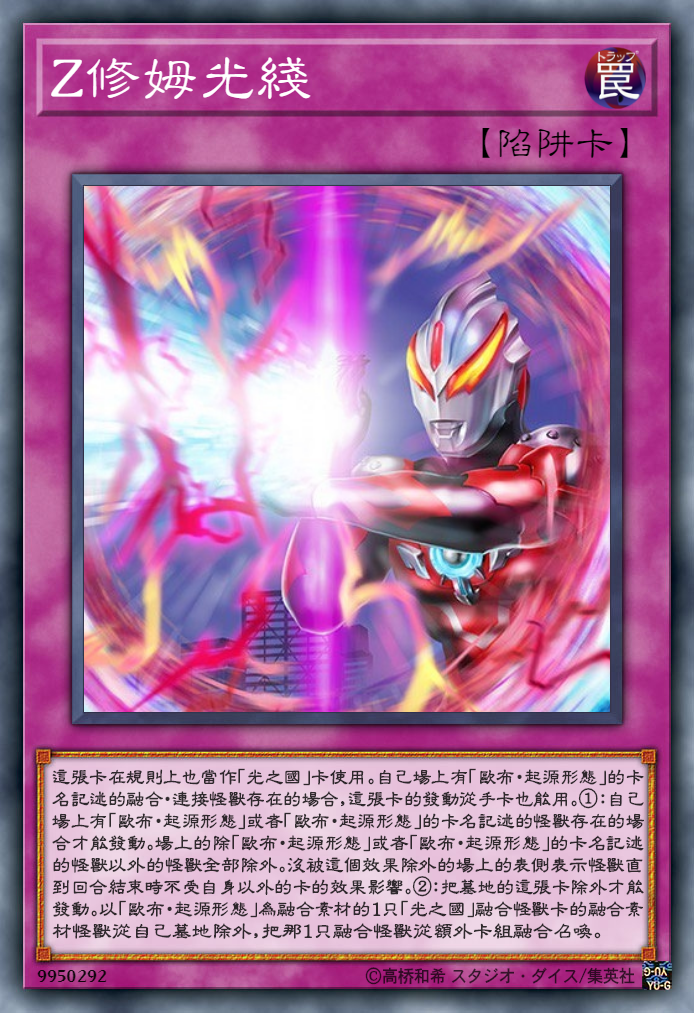 Z修姆光綫
トラップ
罠
【陷阱卡】
這張卡在規則上也當作「光之國」卡使用。自己場上有「歐布·起源形態」的卡
名記述的融合·連接怪獸存在的場合,這張卡的發動從手卡也能用。①:自己
場上有「歐布·起源形態」或者「歐布·起源形態」的卡名記述的怪獸存在的場
合才能發動。場上的除「歐布·起源形態」或者「歐布·起源形態」的卡名記述
的怪獸以外的怪獸全部除外。沒被這個效果除外的場上的表側表示怪獸直
到回合結束時不受自身以外的卡的效果影響。②:把墓地的這張卡除外才能
發動。以「歐布·起源形態」為融合素材的1只「光之國」融合怪獸卡的融合素
材怪獸從自己墓地除外,把那1只融合怪獸從額外卡組融合召喚。
9950292
©高桥和希 スタジオ・ダイス/集英社
YU-G
YU-G